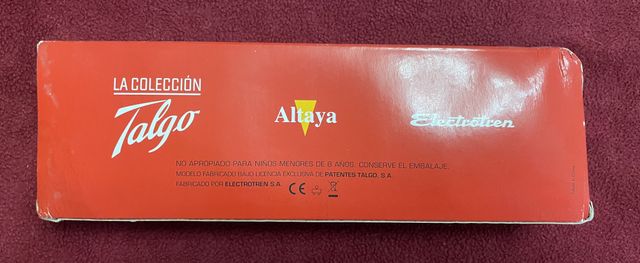 LA COLECCIÓN
Talgo
Altaya
Electrotren
NO APROPIADO PARA NIÑOS MENORES DE 8 AÑOS. CONSERVE EL EMBALAJE.
MODELO FABRICADO BAJO LICENCIA EXCLUSIVA DE PATENTES TALGO, S.A.
FABRICADO POR ELECTROTREN S.A.
CE